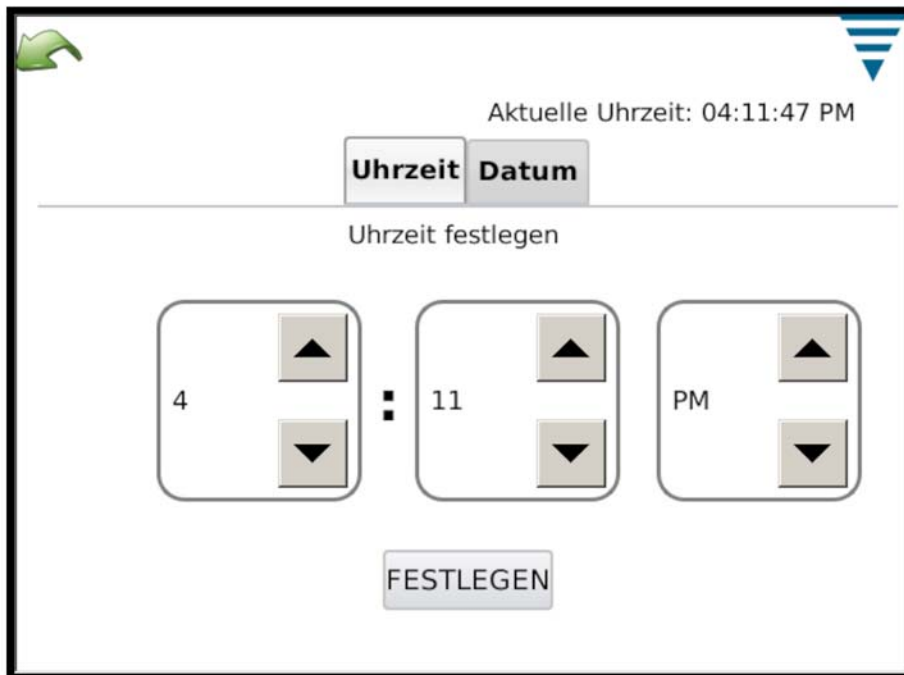 Aktuelle Uhrzeit: 04:11:47 PM
Uhrzeit Datum
Uhrzeit festlegen
4 : 11 PM
FESTLEGEN